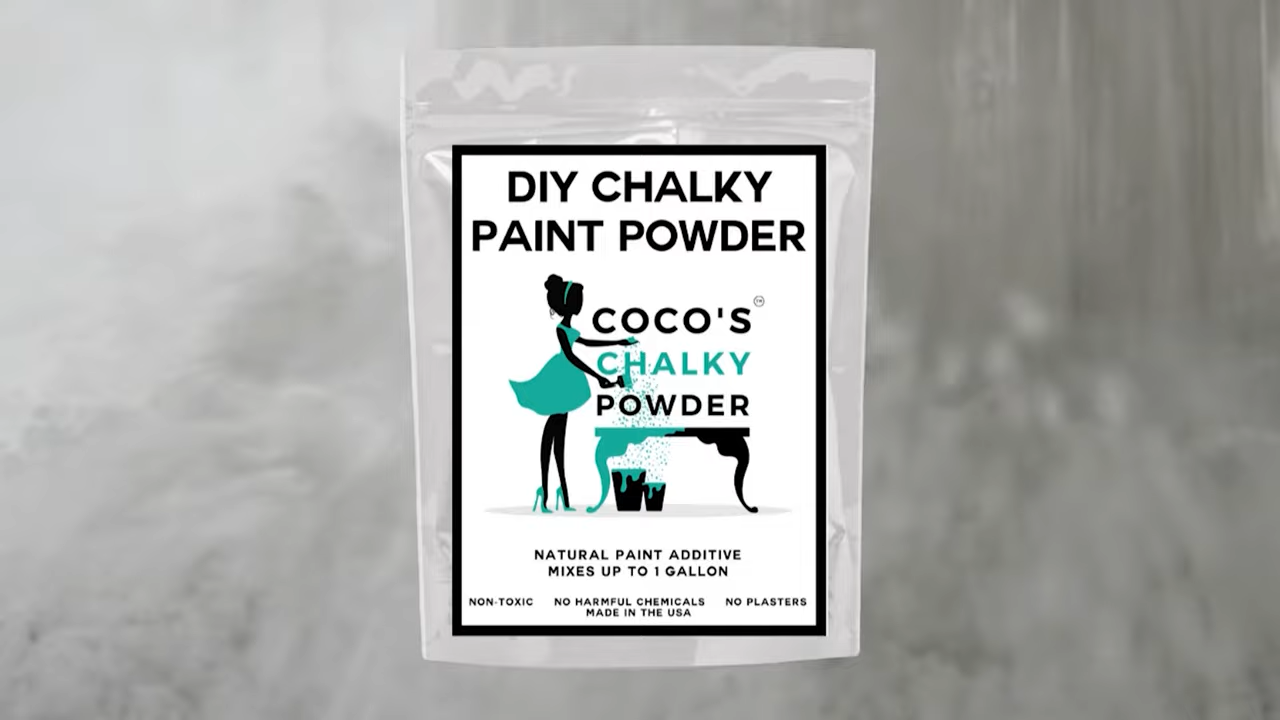 DIY CHALKY
PAINT POWDER
COCO'S
TM
CHALKY
POWDER
NATURAL PAINT ADDITIVE
MIXES UP TO 1 GALLON
NON-TOXIC NO HARMFUL CHEMICALS NO PLASTERS
MADE IN THE USA